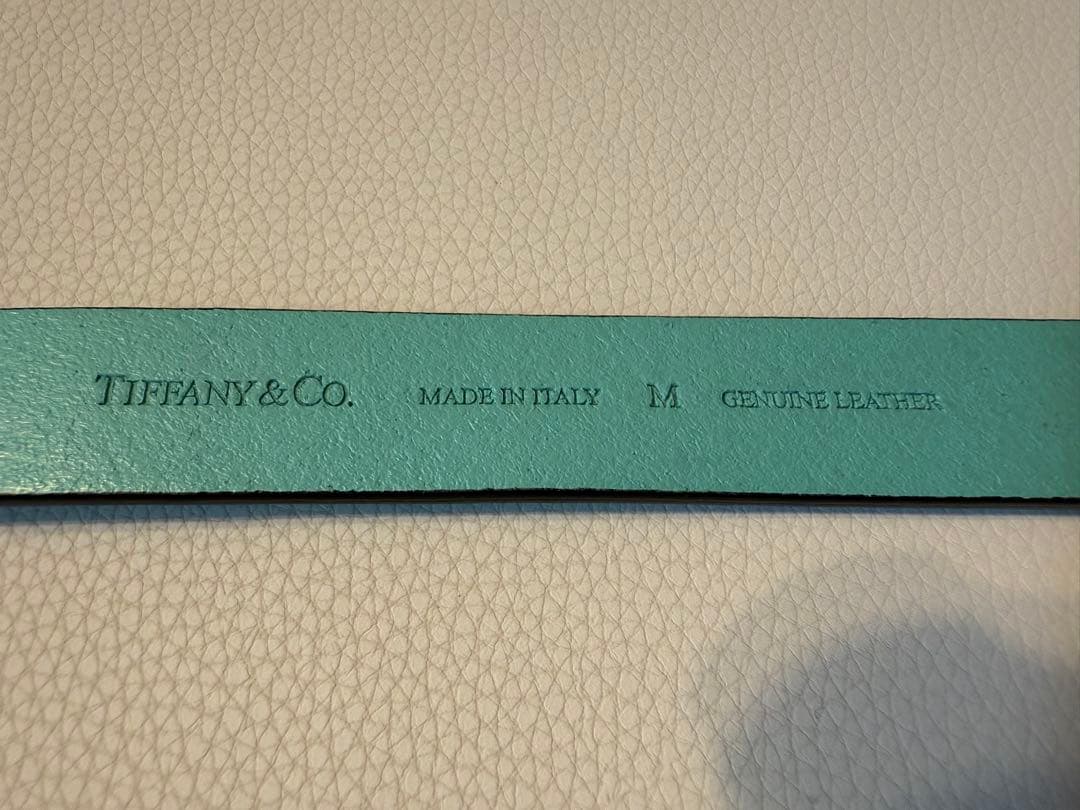 TIFFANY & CO. MADE IN ITALY M GENUINE LEATHER